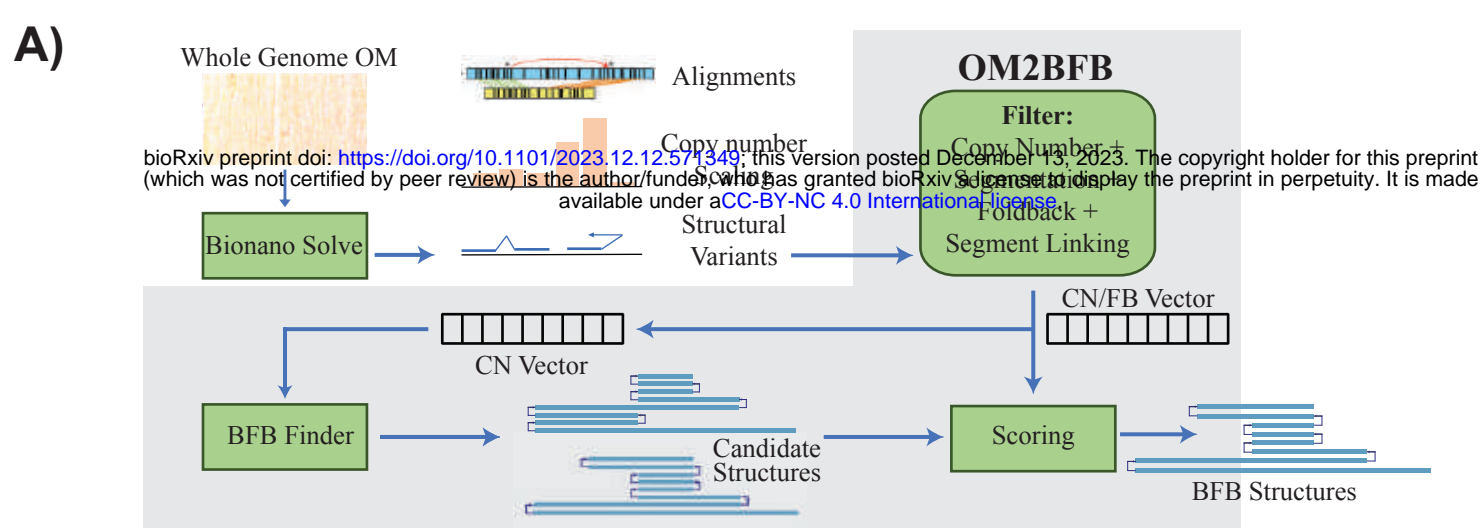 A)
Whole Genome OM
Alignments
OM2BFB
Filter:
Copy number
Scaling
Copy Number +
Segmentation +
Foldback +
Segment Linking
bioRxiv preprint doi: https://doi.org/10.1101/2023.12.12.571349; this version posted December 13, 2023. The copyright holder for this preprint
(which was not certified by peer review) is the author/funder, who has granted bioRxiv a license to display the preprint in perpetuity. It is made
available under aCC-BY-NC 4.0 International license.
Bionano Solve
Structural
Variants
CN/FB Vector
CN Vector
BFB Finder
Candidate
Structures
Scoring
BFB Structures